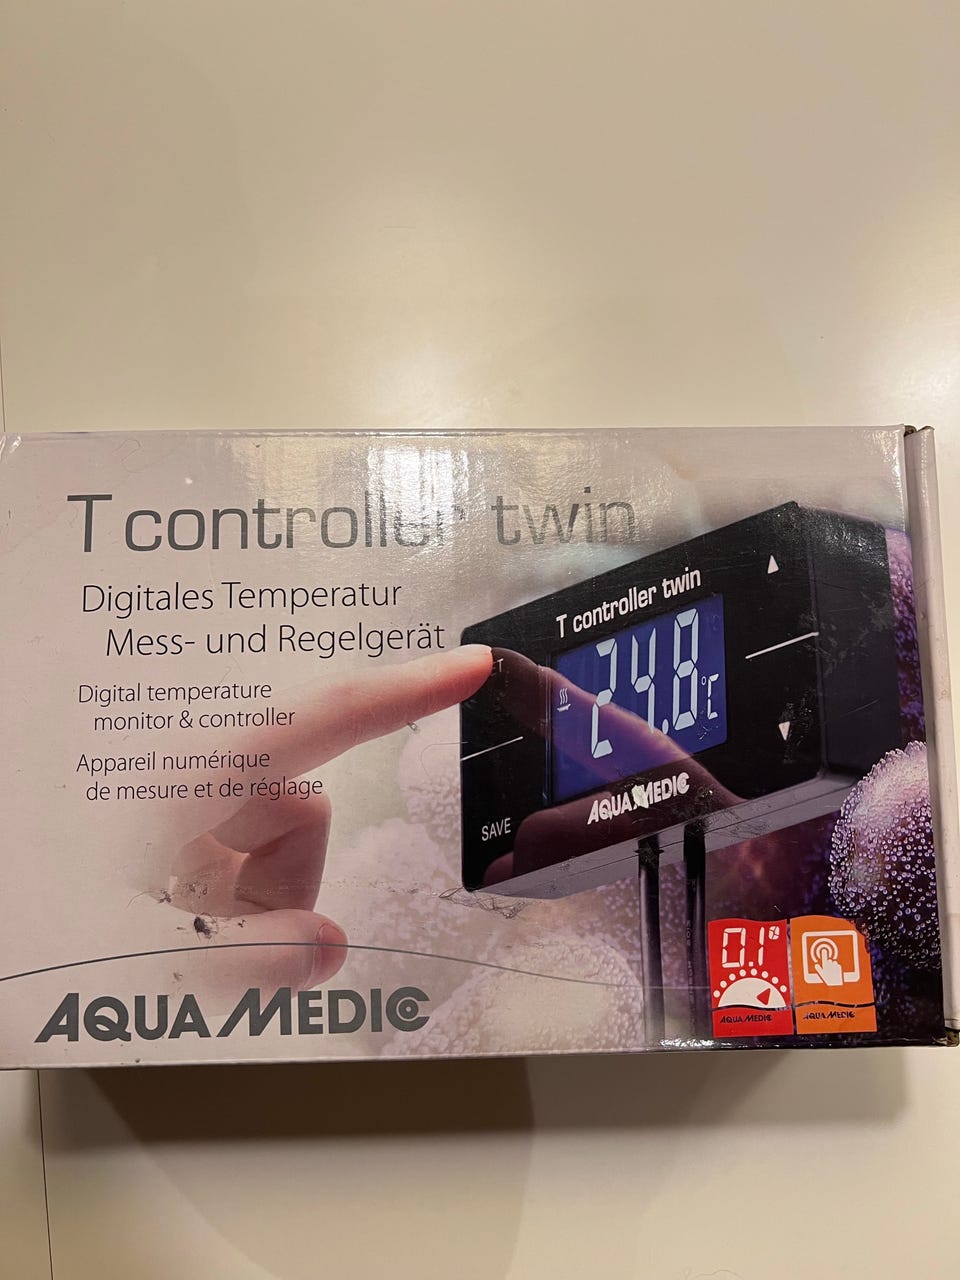 T controller twin
Digitales Temperatur
Mess- und Regelgerät
Digital temperature
monitor & controller
Appareil numérique
de mesure et de réglage
T controller twin
24.8°C
AQUA MEDIC
SAVE
AQUA MEDIC
0.1°
AQUA MEDIC
AQUA MEDIC